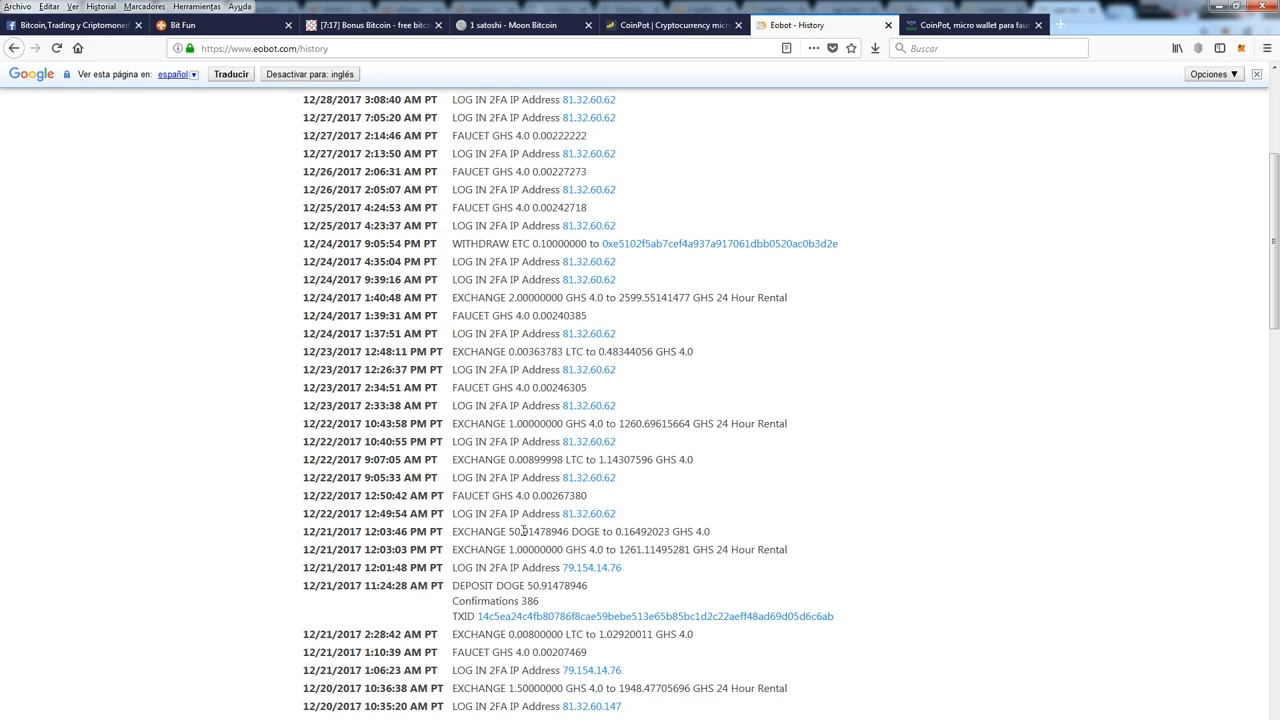 Archivo Editar Ver Historial Marcadores Herramientas Ayuda
Bitcoin,Trading y Criptomoned
Bit Fun
[7:17] Bonus Bitcoin - free bitc
1 satoshi - Moon Bitcoin
CoinPot | Cryptocurrency micr
Eobot - History
CoinPot, micro wallet para fau
https://www.eobot.com/history
Buscar
Google Ver esta página en: español Traducir Desactivar para: inglés Opciones ▼
12/28/2017 3:08:40 AM PT LOG IN 2FA IP Address 81.32.60.62
12/27/2017 7:05:20 AM PT LOG IN 2FA IP Address 81.32.60.62
12/27/2017 2:14:46 AM PT FAUCET GHS 4.0 0.00222222
12/27/2017 2:13:50 AM PT LOG IN 2FA IP Address 81.32.60.62
12/26/2017 2:06:31 AM PT FAUCET GHS 4.0 0.00227273
12/26/2017 2:05:07 AM PT LOG IN 2FA IP Address 81.32.60.62
12/25/2017 4:24:53 AM PT FAUCET GHS 4.0 0.00242718
12/25/2017 4:23:37 AM PT LOG IN 2FA IP Address 81.32.60.62
12/24/2017 9:05:54 PM PT WITHDRAW ETC 0.10000000 to 0xe5102f5ab7cef4a937a917061dbb0520ac0b3d2e
12/24/2017 4:35:04 PM PT LOG IN 2FA IP Address 81.32.60.62
12/24/2017 9:39:16 AM PT LOG IN 2FA IP Address 81.32.60.62
12/24/2017 1:40:48 AM PT EXCHANGE 2.00000000 GHS 4.0 to 2599.55141477 GHS 24 Hour Rental
12/24/2017 1:39:31 AM PT FAUCET GHS 4.0 0.00240385
12/24/2017 1:37:51 AM PT LOG IN 2FA IP Address 81.32.60.62
12/23/2017 12:48:11 PM PT EXCHANGE 0.00363783 LTC to 0.48344056 GHS 4.0
12/23/2017 12:26:37 PM PT LOG IN 2FA IP Address 81.32.60.62
12/23/2017 2:34:51 AM PT FAUCET GHS 4.0 0.00246305
12/23/2017 2:33:38 AM PT LOG IN 2FA IP Address 81.32.60.62
12/22/2017 10:43:58 PM PT EXCHANGE 1.00000000 GHS 4.0 to 1260.69615664 GHS 24 Hour Rental
12/22/2017 10:40:55 PM PT LOG IN 2FA IP Address 81.32.60.62
12/22/2017 9:07:05 AM PT EXCHANGE 0.00899998 LTC to 1.14307596 GHS 4.0
12/22/2017 9:05:33 AM PT LOG IN 2FA IP Address 81.32.60.62
12/22/2017 12:50:42 AM PT FAUCET GHS 4.0 0.00267380
12/22/2017 12:49:54 AM PT LOG IN 2FA IP Address 81.32.60.62
12/21/2017 12:03:46 PM PT EXCHANGE 50.91478946 DOGE to 0.16492023 GHS 4.0
12/21/2017 12:03:03 PM PT EXCHANGE 1.00000000 GHS 4.0 to 1261.11495281 GHS 24 Hour Rental
12/21/2017 12:01:48 PM PT LOG IN 2FA IP Address 79.154.14.76
12/21/2017 11:24:28 AM PT DEPOSIT DOGE 50.91478946
Confirmations 386
TXID 14c5ea24c4fb80786f8cae59bebe513e65b85bc1d2c22aeff48ad69d05d6c6ab
12/21/2017 2:28:42 AM PT EXCHANGE 0.00800000 LTC to 1.02920011 GHS 4.0
12/21/2017 1:10:39 AM PT FAUCET GHS 4.0 0.00207469
12/21/2017 1:06:23 AM PT LOG IN 2FA IP Address 79.154.14.76
12/20/2017 10:36:38 AM PT EXCHANGE 1.50000000 GHS 4.0 to 1948.47705696 GHS 24 Hour Rental
12/20/2017 10:35:20 AM PT LOG IN 2FA IP Address 81.32.60.147